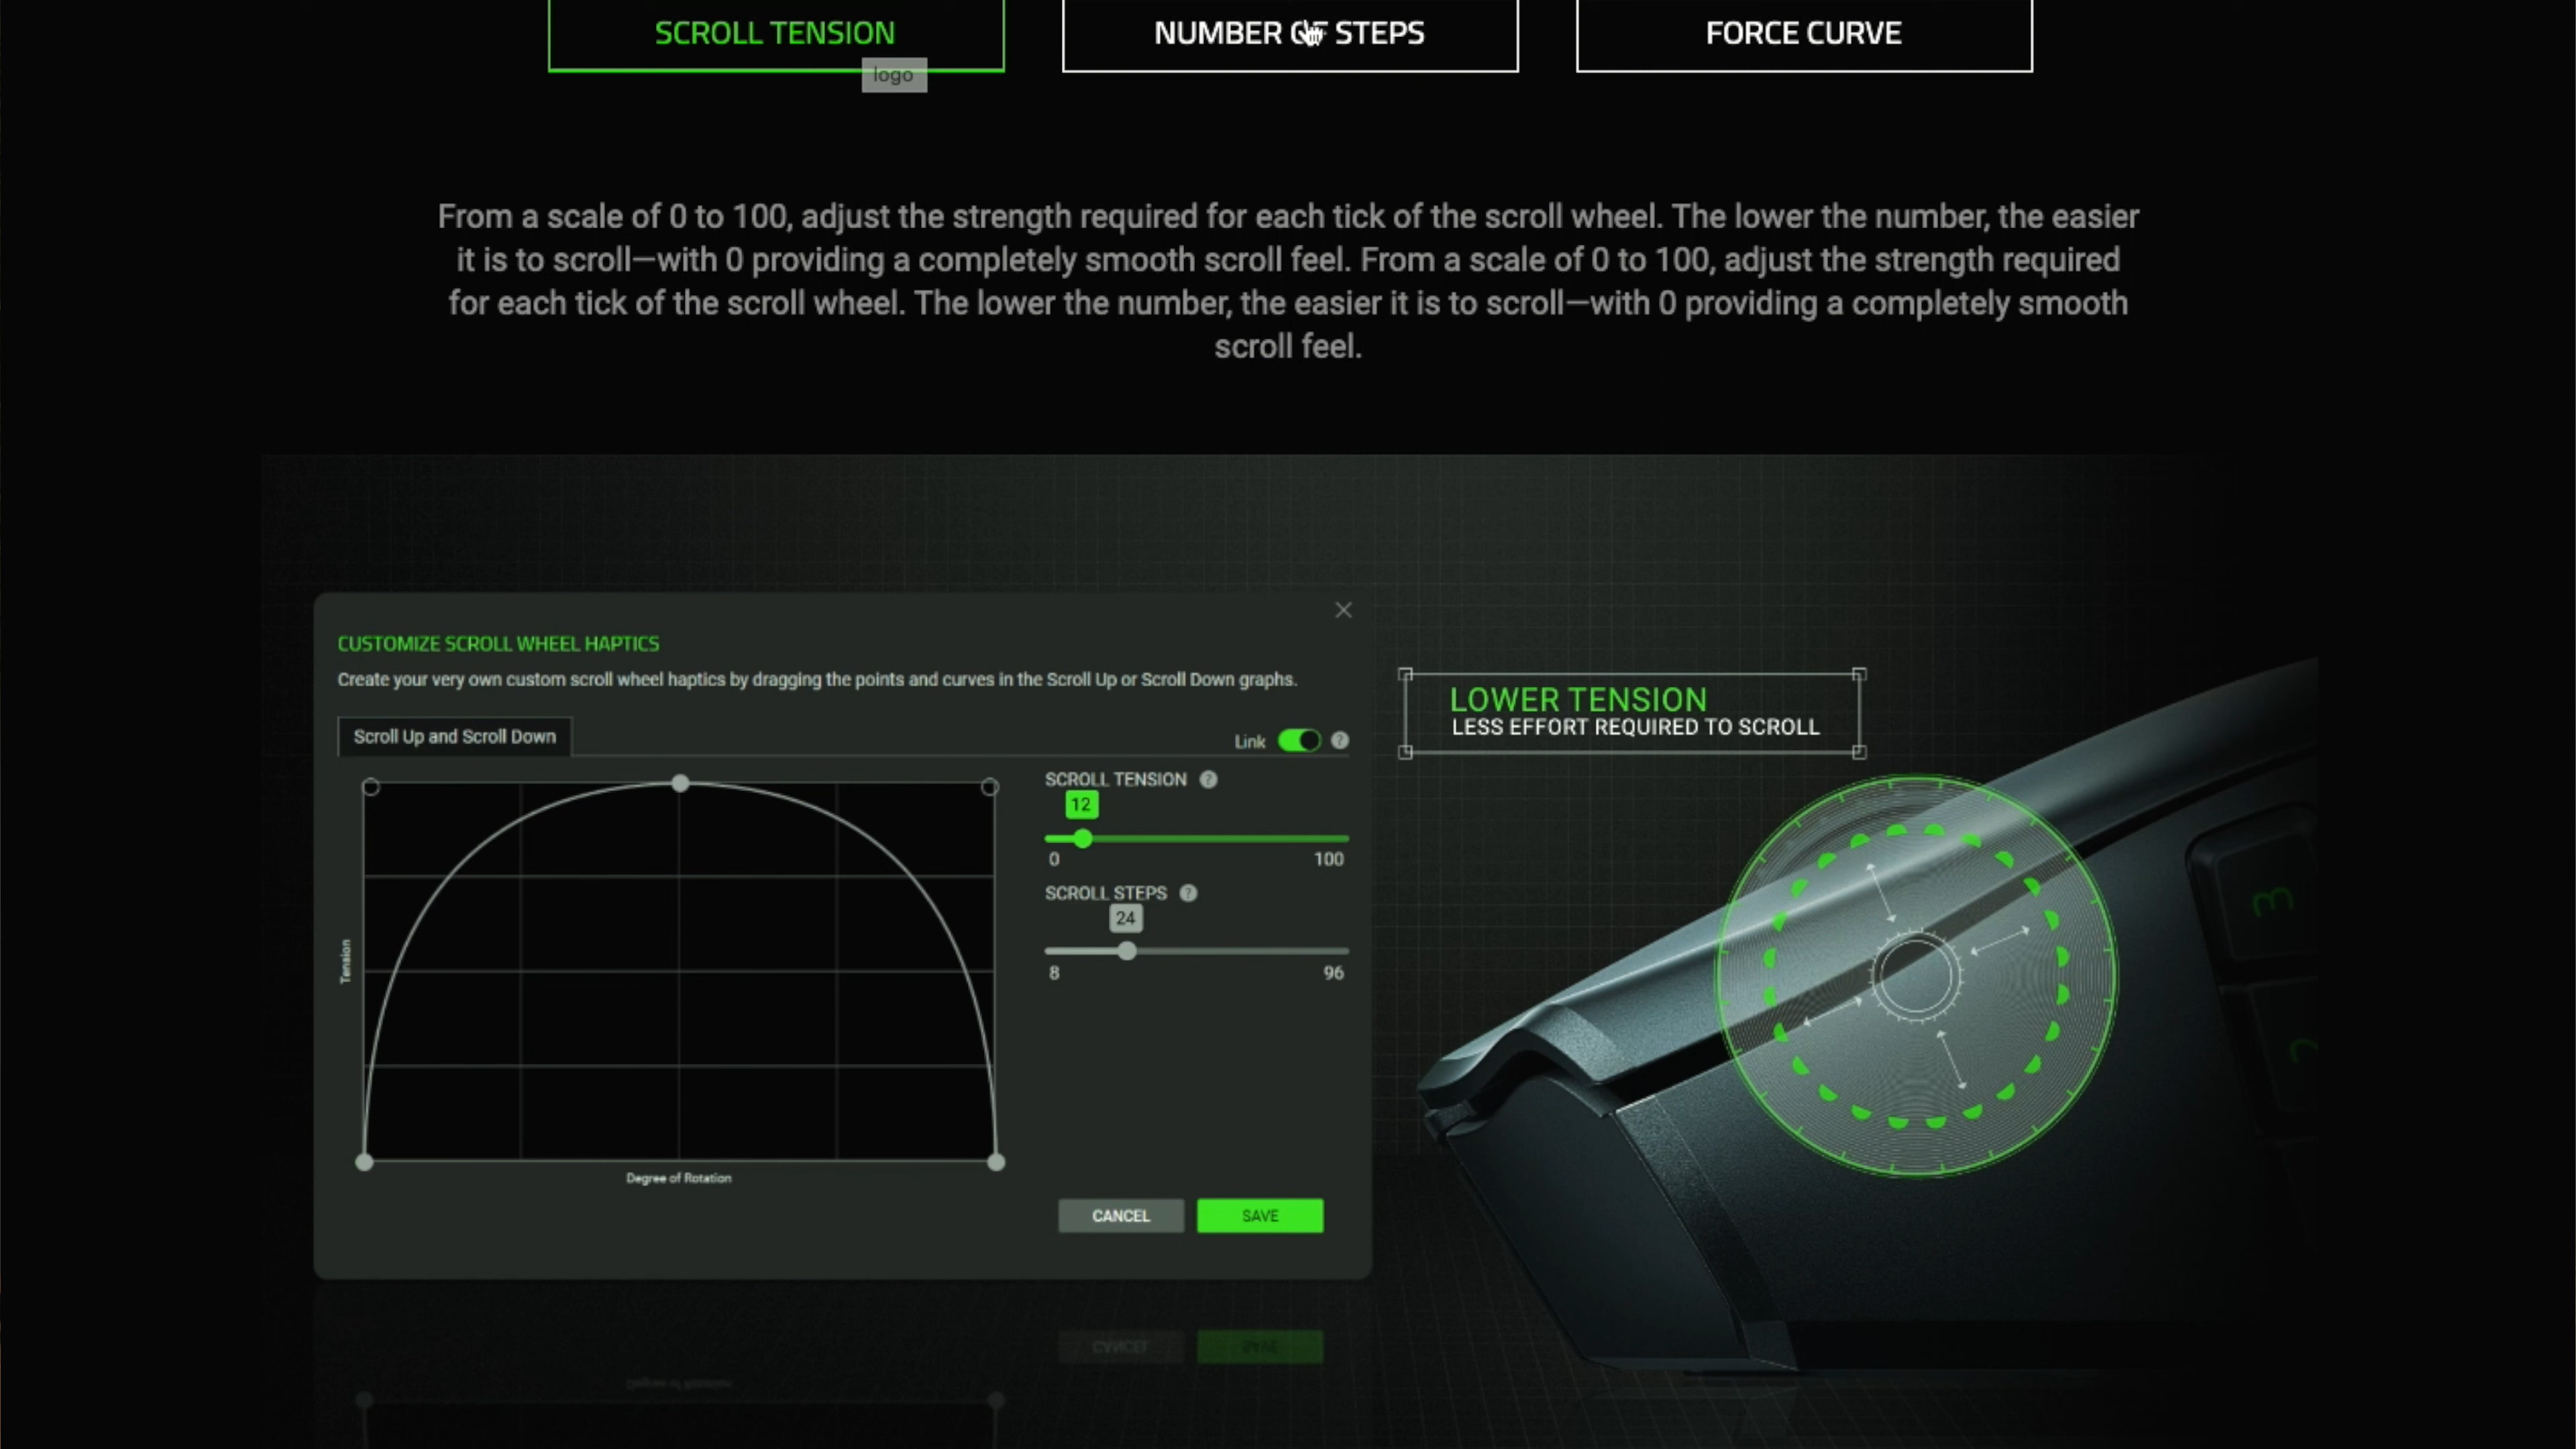 SCROLL TENSION
NUMBER OF STEPS
FORCE CURVE
logo
From a scale of 0 to 100, adjust the strength required for each tick of the scroll wheel. The lower the number, the easier
it is to scroll—with 0 providing a completely smooth scroll feel. From a scale of 0 to 100, adjust the strength required
for each tick of the scroll wheel. The lower the number, the easier it is to scroll—with 0 providing a completely smooth
scroll feel.
CUSTOMIZE SCROLL WHEEL HAPTICS
Create your very own custom scroll wheel haptics by dragging the points and curves in the Scroll Up or Scroll Down graphs.
Scroll Up and Scroll Down
Link
?
SCROLL TENSION ?
12
0
100
SCROLL STEPS ?
24
8
96
Tension
Degree of Rotation
CANCEL
SAVE
LOWER TENSION
LESS EFFORT REQUIRED TO SCROLL
3
2